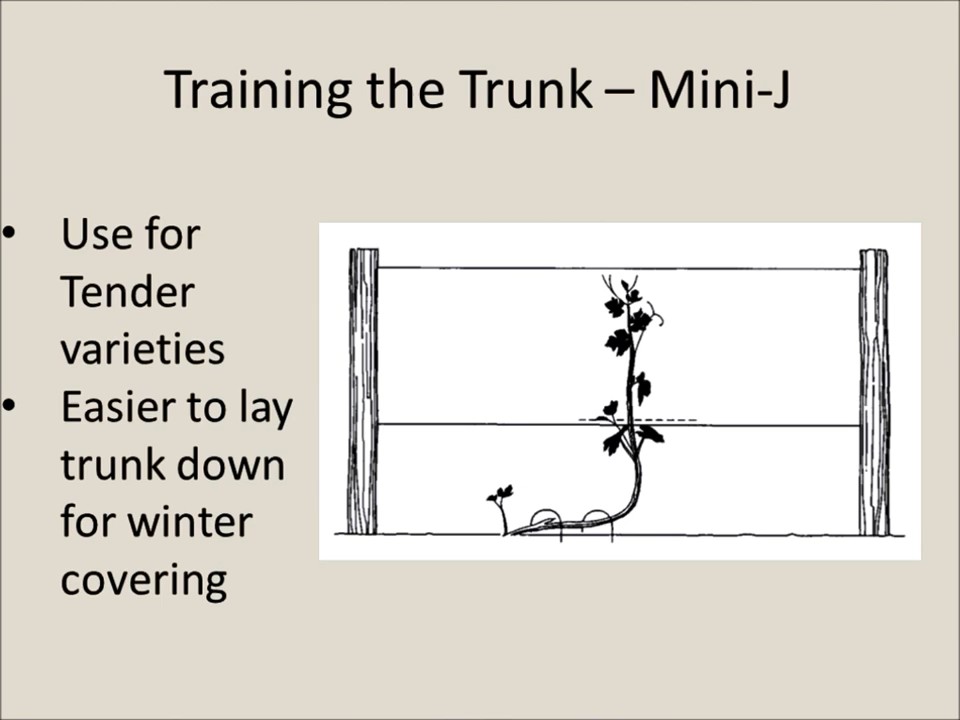 Training the Trunk – Mini-J
• Use for
Tender
varieties
• Easier to lay
trunk down
for winter
covering